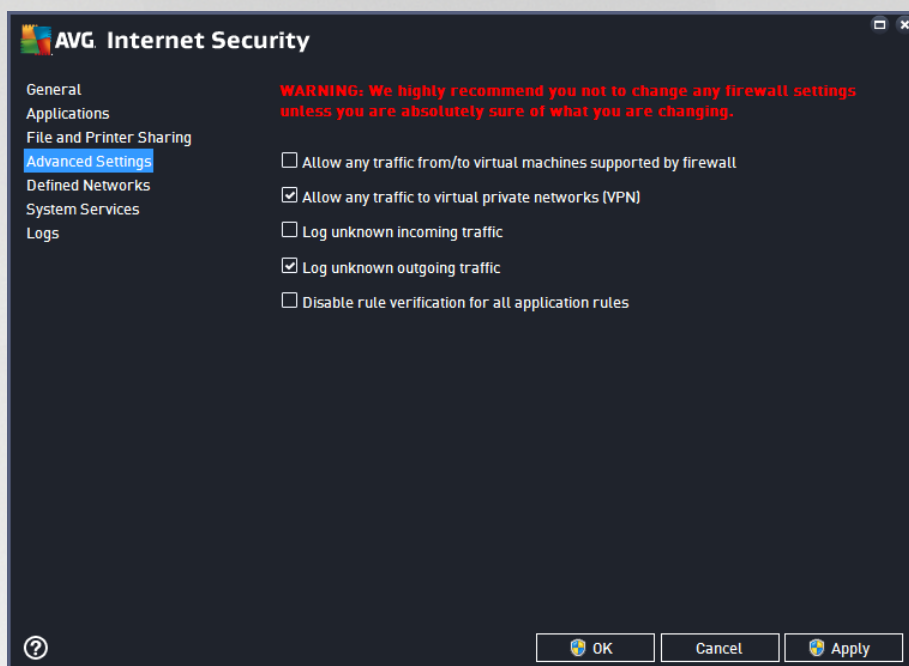 AVG Internet Security
General
Applications
File and Printer Sharing
Advanced Settings
Defined Networks
System Services
Logs
WARNING: We highly recommend you not to change any firewall settings
unless you are absolutely sure of what you are changing.
Allow any traffic from/to virtual machines supported by firewall
Allow any traffic to virtual private networks (VPN)
Log unknown incoming traffic
Log unknown outgoing traffic
Disable rule verification for all application rules
?
OK
Cancel
Apply